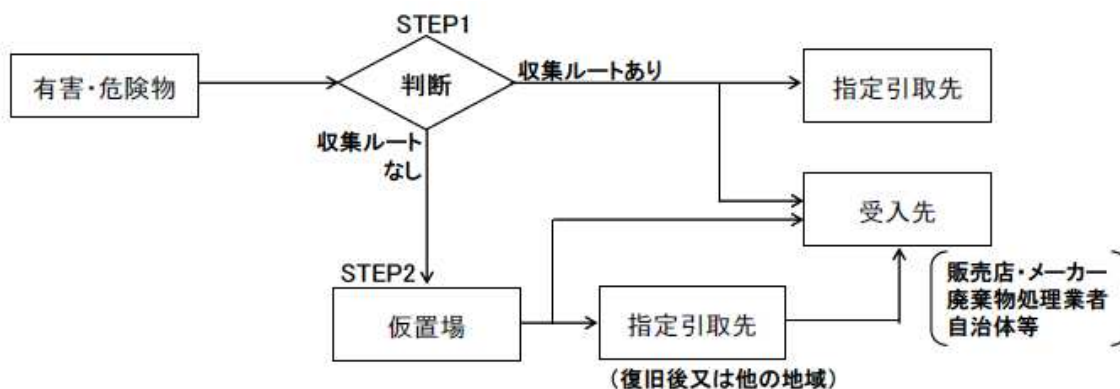 STEP1
有害・危険物
判断
収集ルートあり
指定引取先
収集ルート
なし
受入先
STEP2
仮置場
指定引取先
販売店・メーカー
廃棄物処理業者
自治体等
(復旧後又は他の地域)